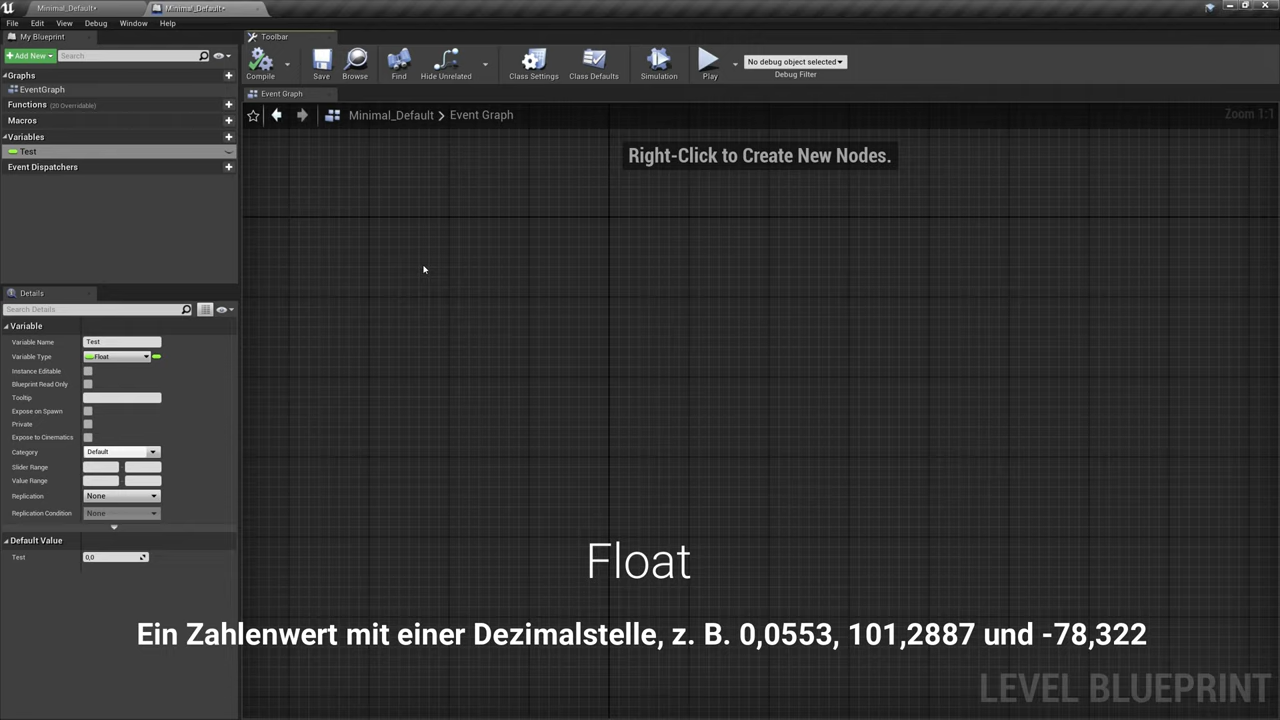 Minimal_Default*
Minimal_Default*
File Edit View Debug Window Help
My Blueprint
Toolbar
+Add New Search
Compile Save Browse Find Hide Unrelated Class Settings Class Defaults Simulation Play
No debug object selected
Debug Filter
Graphs
EventGraph
Functions (20 Overridable)
Macros
Variables
Test
Event Dispatchers
Event Graph
Minimal_Default > Event Graph
Zoom 1:1
Right-Click to Create New Nodes.
Details
Search Details
Variable
Variable Name Test
Variable Type Float
Instance Editable
Blueprint Read Only
Tooltip
Expose on Spawn
Private
Expose to Cinematics
Category Default
Slider Range
Value Range
Replication None
Replication Condition None
Default Value
Test 0,0
Float
Ein Zahlenwert mit einer Dezimalstelle, z. B. 0,0553, 101,2887 und -78,322
LEVEL BLUEPRINT